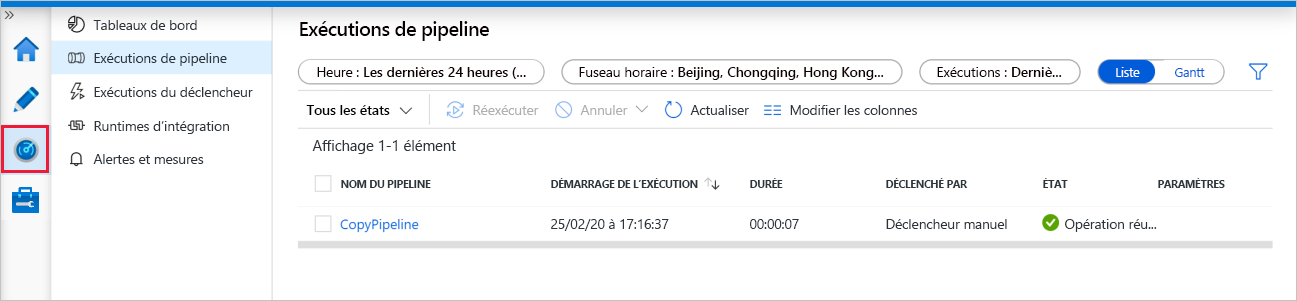 »
Tableaux de bord
Exécutions de pipeline
Exécutions du déclencheur
Runtimes d'intégration
Alertes et mesures
Exécutions de pipeline
Heure : Les dernières 24 heures (... Fuseau horaire : Beijing, Chongqing, Hong Kong... Exécutions : Derniè... Liste Gantt
Tous les états Réexécuter Annuler Actualiser Modifier les colonnes
Affichage 1-1 élément
NOM DU PIPELINE DÉMARRAGE DE L'EXÉCUTION ↑↓ DURÉE DÉCLENCHÉ PAR ÉTAT PARAMÈTRES
CopyPipeline 25/02/20 à 17:16:37 00:00:07 Déclencheur manuel Opération réu...